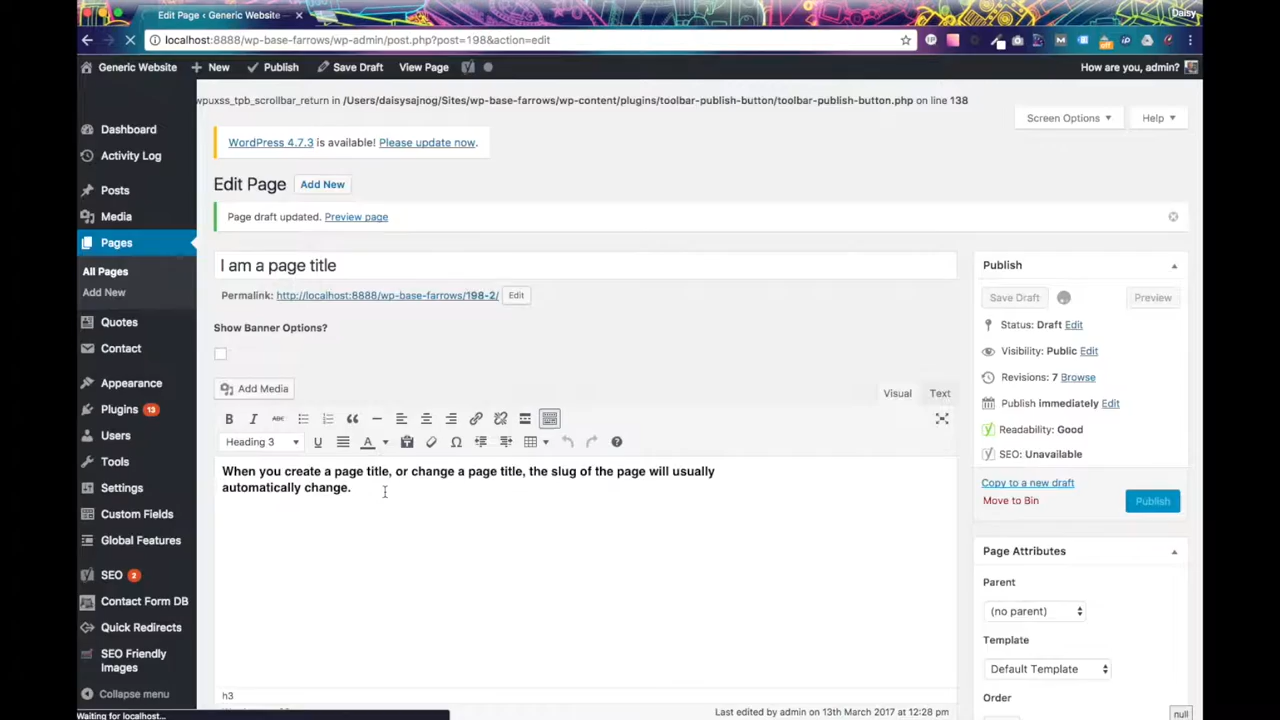 Edit Page ‹ Generic Website
Daisy
localhost:8888/wp-base-farrows/wp-admin/post.php?post=198&action=edit
Generic Website
New
Publish
Save Draft
View Page
How are you, admin?
wpuxss_tpb_scrollbar_return in /Users/daisysajnog/Sites/wp-base-farrows/wp-content/plugins/toolbar-publish-button/toolbar-publish-button.php on line 138
Screen Options
Help
WordPress 4.7.3 is available! Please update now.
Edit Page
Add New
Page draft updated. Preview page
I am a page title
Permalink: http://localhost:8888/wp-base-farrows/198-2/
Edit
Show Banner Options?
Add Media
Visual
Text
B I ABC
Heading 3
U
A
When you create a page title, or change a page title, the slug of the page will usually
automatically change.
h3
Last edited by admin on 13th March 2017 at 12:28 pm
Dashboard
Activity Log
Posts
Media
Pages
All Pages
Add New
Quotes
Contact
Appearance
Plugins 13
Users
Tools
Settings
Custom Fields
Global Features
SEO 2
Contact Form DB
Quick Redirects
SEO Friendly
Images
Collapse menu
Waiting for localhost...
Publish
Save Draft
Preview
Status: Draft Edit
Visibility: Public Edit
Revisions: 7 Browse
Publish immediately Edit
Readability: Good
SEO: Unavailable
Copy to a new draft
Move to Bin
Publish
Page Attributes
Parent
(no parent)
Template
Default Template
Order
null